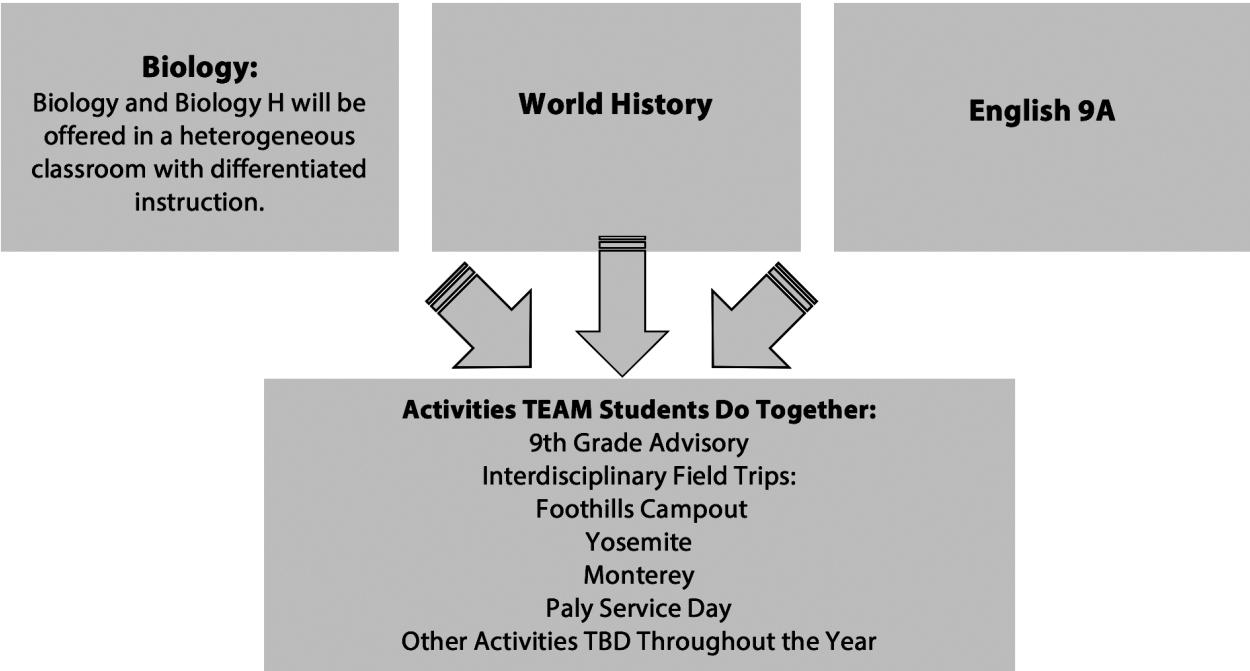 Biology:
Biology and Biology H will be
offered in a heterogeneous
classroom with differentiated
instruction.
World History
English 9A
Activities TEAM Students Do Together:
9th Grade Advisory
Interdisciplinary Field Trips:
Foothills Campout
Yosemite
Monterey
Paly Service Day
Other Activities TBD Throughout the Year